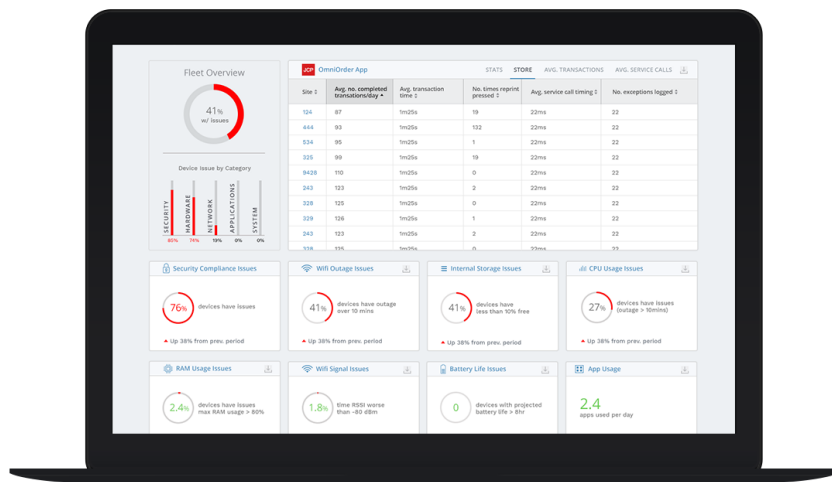 Fleet Overview
41%
w/ issues
Device Issue by Category
SECURITY
HARDWARE
NETWORK
APPLICATIONS
SYSTEM
80% 74% 19% 0% 0%
JCP OmniOrder App STATS STORE AVG. TRANSACTIONS AVG. SERVICE CALLS
Site Avg. no. completed transations/day Avg. transaction time No. times reprint pressed Avg. service call timing No. exceptions logged
124 87 1m25s 19 22ms 22
444 93 1m25s 132 22ms 22
534 95 1m25s 1 22ms 22
325 99 1m25s 19 22ms 22
9428 110 1m25s 0 22ms 22
243 123 1m25s 2 22ms 22
328 125 1m25s 0 22ms 22
329 126 1m25s 1 22ms 22
243 123 1m25s 2 22ms 22
328 125 1m25s 0 22ms 22
Security Compliance Issues
76%
devices have issues
Up 38% from prev. period
Wifi Outage Issues
41%
devices have outage
over 10 mins
Up 38% from prev. period
Internal Storage Issues
41%
devices have
less than 10% free
Up 38% from prev. period
CPU Usage Issues
27%
devices have issues
(outage > 10mins)
Up 38% from prev. period
RAM Usage Issues
2.4%
devices have issues
max RAM usage > 80%
Wifi Signal Issues
1.8%
time RSSI worse
than -80 dBm
Battery Life Issues
0
devices with projected
battery life > 8hr
App Usage
2.4
apps used per day